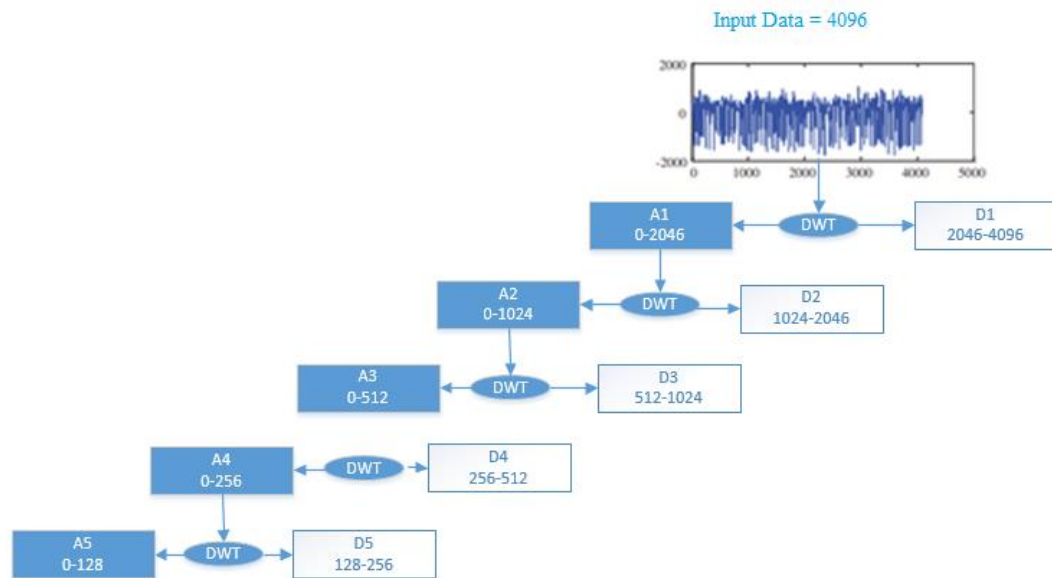 Input Data = 4096
2000
0
-2000
0 1000 2000 3000 4000 5000
A1
0-2046
DWT
D1
2046-4096
A2
0-1024
DWT
D2
1024-2046
A3
0-512
DWT
D3
512-1024
A4
0-256
DWT
D4
256-512
A5
0-128
DWT
D5
128-256